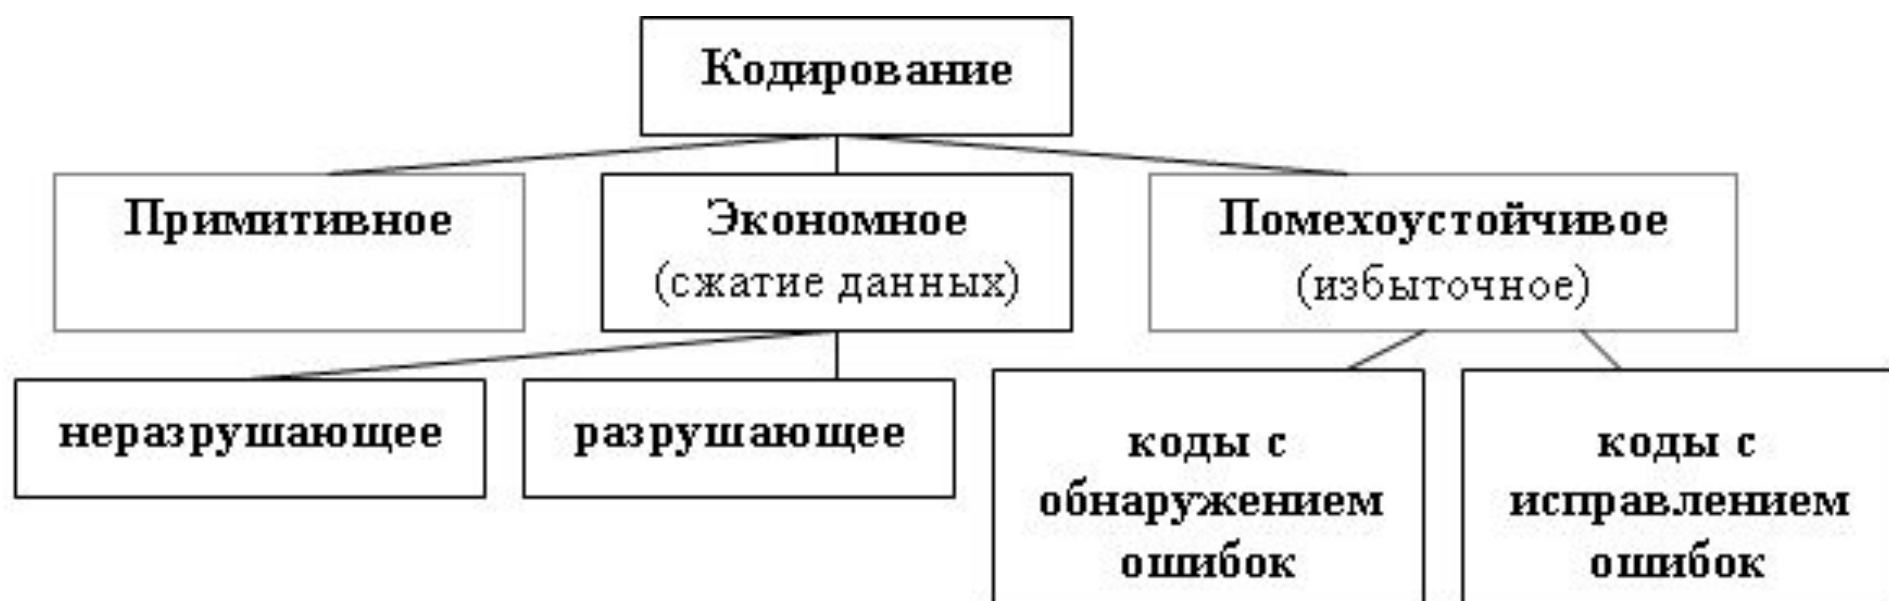 Кодирование
Примитивное
Экономное
(сжатие данных)
Помехоустойчивое
(избыточное)
неразрушающее
разрушающее
коды с
обнаружением
ошибок
коды с
исправлением
ошибок